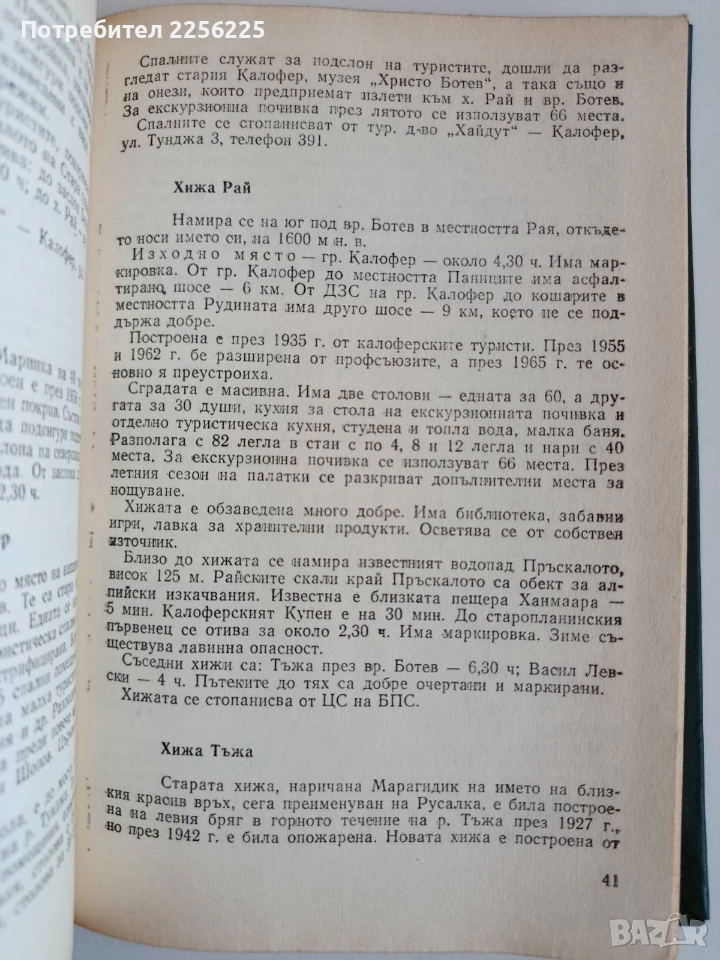 Потребител 2256225
Спалните служат за подслон на туристите, дошли да раз-
гледат стария Калофер, музея „Христо Ботев“, а така също и
на онези, които предприемат излети към х. Рай и вр. Ботев.
За екскурзионна почивка през лятото се използуват 66 места.
Спалните се стопанисват от тур. д-во „Хайдут“ — Калофер,
ул. Тунджа 3, телефон 391.
Хижа Рай
Намира се на юг под вр. Ботев в местността Рая, откъде-
то носи името си, на 1600 м н. в.
Изходно място — гр. Калофер — около 4,30 ч. Има мар-
кировка. От гр. Калофер до местността Паниците има асфал-
тирано, шосе — 6 км. От ДЗС на гр. Калофер до кошарите в
местността Рудината има друго шосе — 9 км, което не се под-
държа добре.
Построена е през 1935 г. от калоферските туристи. През 1955
и 1962 г. бе разширена от профсъюзите, а през 1965 г. те ос-
новно я преустроиха.
Сградата е масивна. Има две столови — едната за 60, а дру-
гата за 30 души, кухня за стола на екскурзионната почивка и
отделно туристическа кухня, студена и топла вода, малка баня.
Разполага с 82 легла в стаи с по 4, 8 и 12 легла и нари с 40
места. За екскурзионна почивка се използуват 66 места. През
летния сезон на палатки се разкриват допълнителни места за
нощуване.
Хижата е обзаведена много добре. Има библиотека, забавни
игри, лавка за хранителни продукти. Осветява се от собствен
източник.
Близо до хижата се намира известният водопад Пръскалото,
висок 125 м. Райските скали край Пръскалото са обект за ал-
пийски изкачвания. Известна е близката пещера Ханмаара —
5 мин. Калоферският Купен е на 30 мин. До старопланинския
първенец се отива за около 2,30 ч. Има маркировка. Зиме съ-
ществува лавинна опасност.
Съседни хижи са: Тъжа през вр. Ботев — 6,30 ч; Васил Лев-
ски — 4 ч. Пътеките до тях са добре очертани и маркирани.
Хижата се стопанисва от ЦС на БПС.
Хижа Тъжа
Старата хижа, наричана Марагидик на името на близ-
кия красив връх, сега преименуван на Русалка, е била построе-
на на левия бряг в горното течение на р. Тъжа през 1927 г.,
но през 1942 г. е била опожарена. Новата хижа е построена от
41
BAZAR